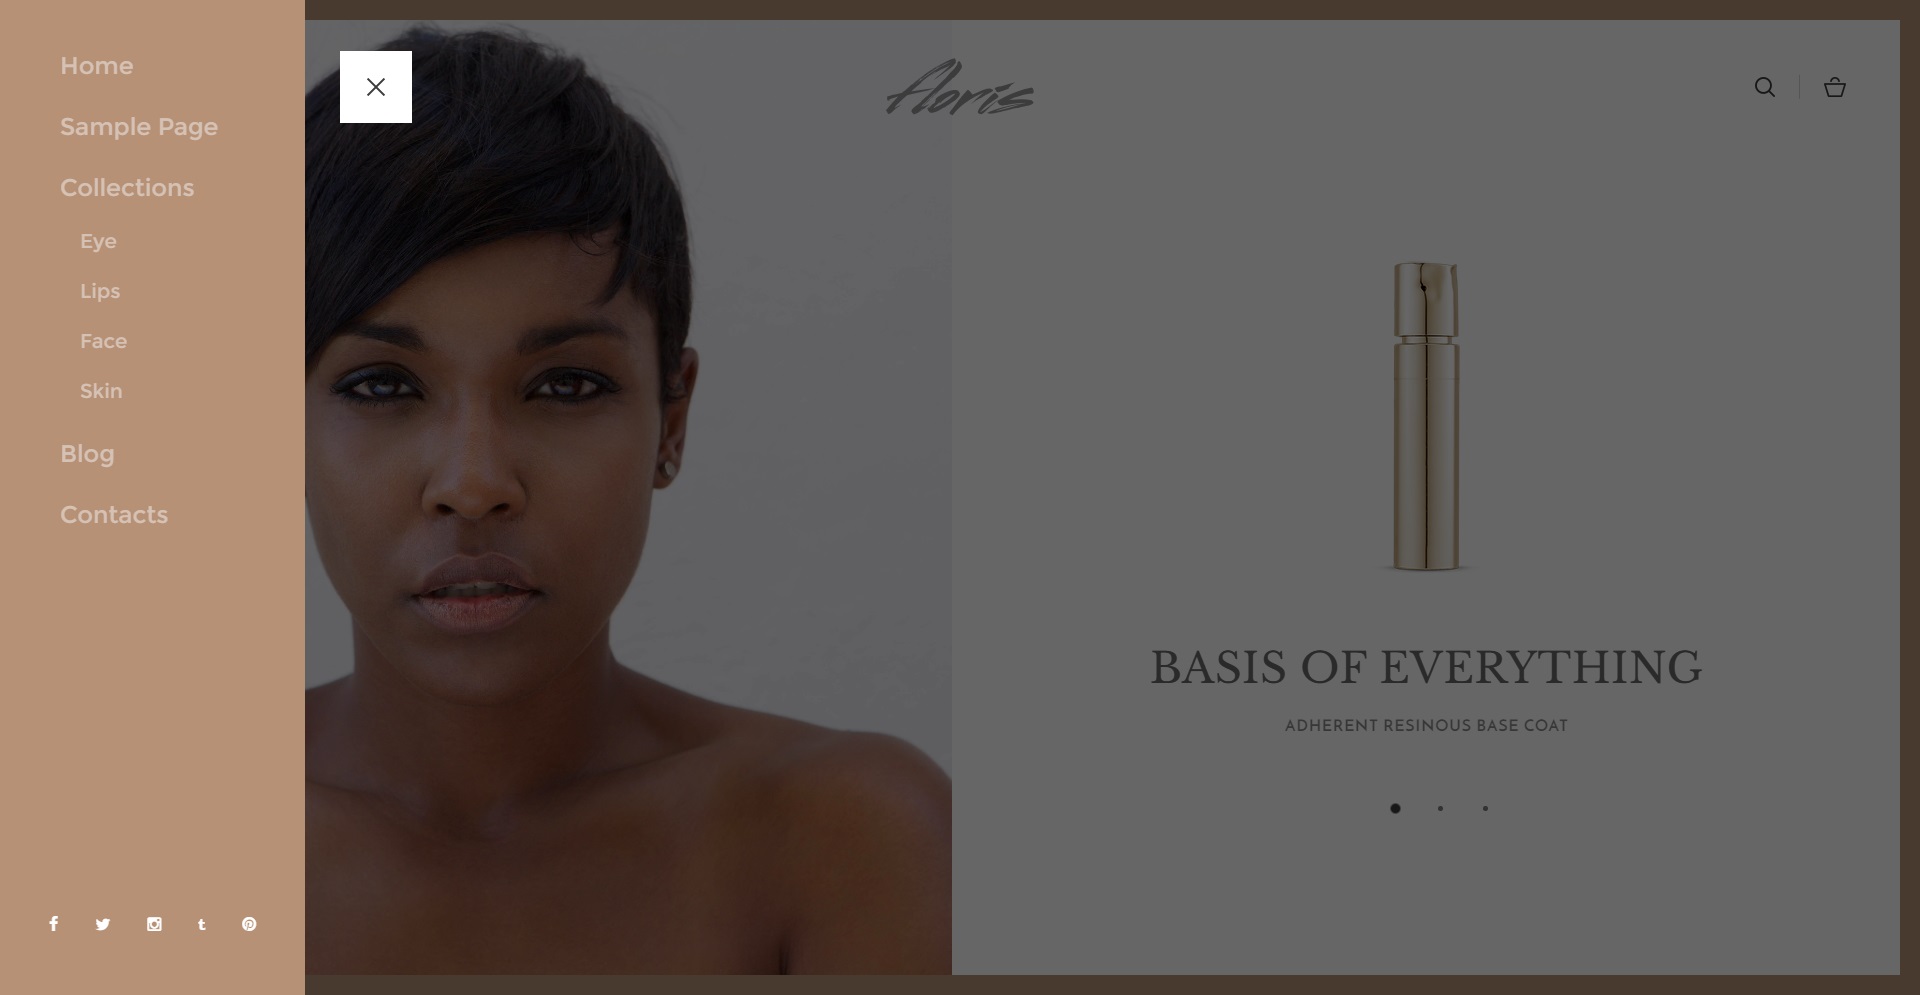 Home
Sample Page
Collections
Eye
Lips
Face
Skin
Blog
Contacts
floris
BASIS OF EVERYTHING
ADHERENT RESINOUS BASE COAT